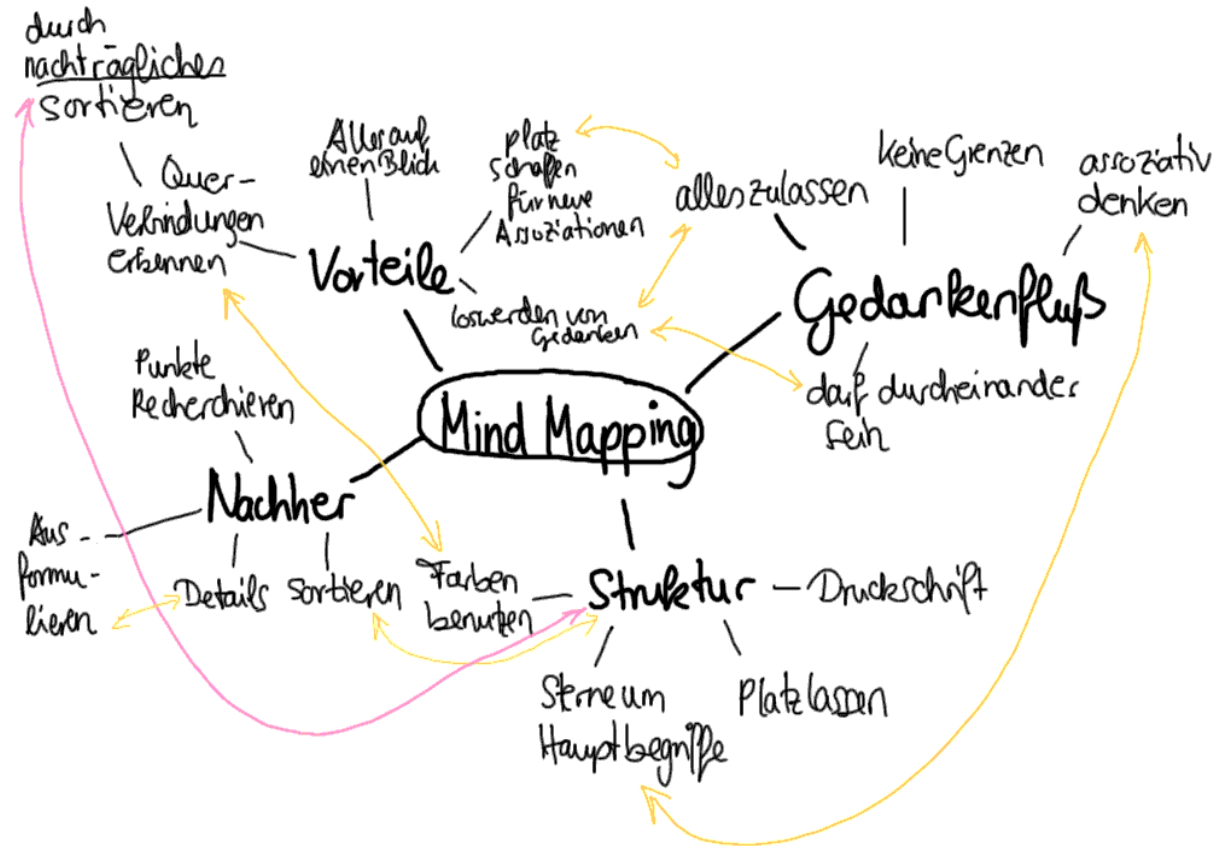 durch
nachträgliches
sortieren
Quer-
Verbindungen
erkennen
Alles auf
einen Blick
Platz
schaffen
für neue
Assoziationen
Vorteile
loswerden von
Gedanken
alles zulassen
keine Grenzen
assoziativ
denken
Gedankenfluß
darf durcheinander
sein
Mind Mapping
Punkte
Recherchieren
Nachher
Aus-
formu-
lieren
Details
Sortieren
Farben
benutzen
Struktur
Druckschrift
Sterne um
Hauptbegriffe
Platz lassen